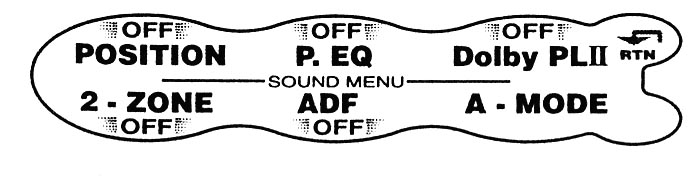 OFF OFF OFF
POSITION P. EQ Dolby PLII RTN
SOUND MENU
2 - ZONE ADF A - MODE
OFF OFF